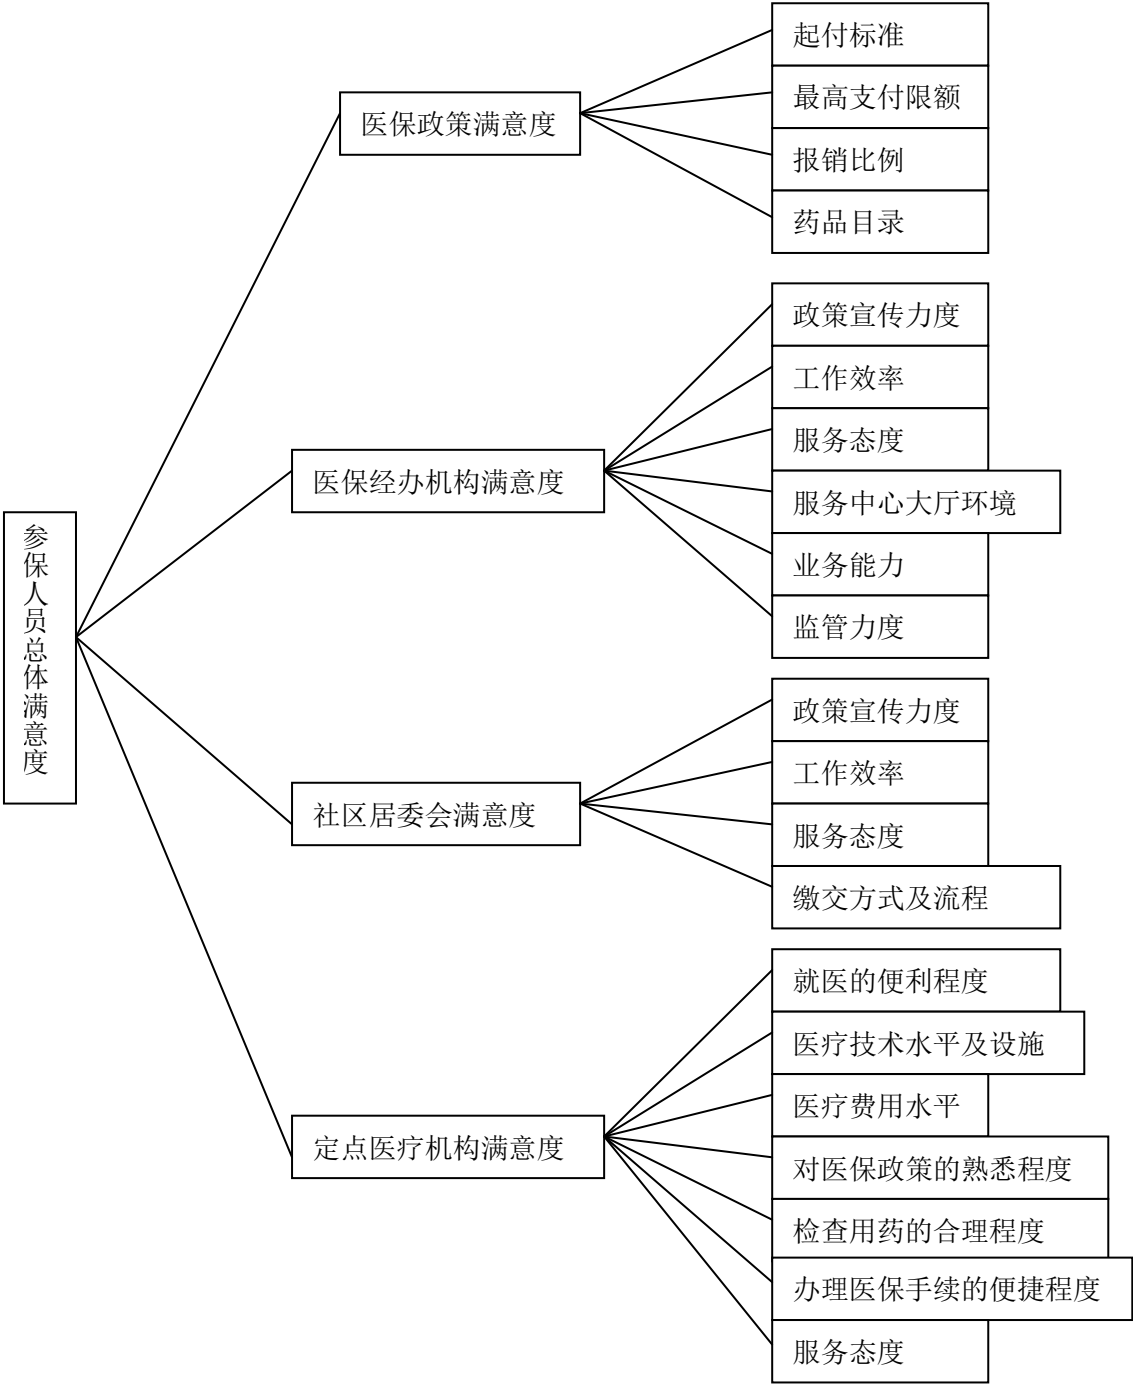 参保人员总体满意度
医保政策满意度
起付标准
最高支付限额
报销比例
药品目录
医保经办机构满意度
政策宣传力度
工作效率
服务态度
服务中心大厅环境
业务能力
监管力度
社区居委会满意度
政策宣传力度
工作效率
服务态度
缴交方式及流程
定点医疗机构满意度
就医的便利程度
医疗技术水平及设施
医疗费用水平
对医保政策的熟悉程度
检查用药的合理程度
办理医保手续的便捷程度
服务态度